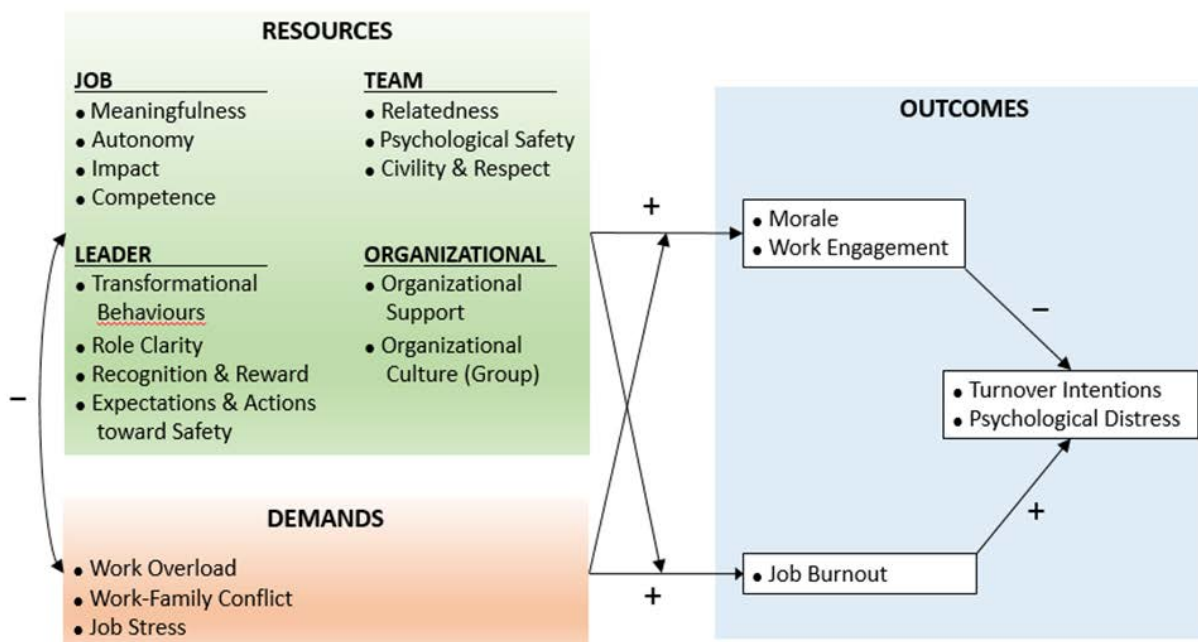 RESOURCES
JOB
• Meaningfulness
• Autonomy
• Impact
• Competence
TEAM
• Relatedness
• Psychological Safety
• Civility & Respect
LEADER
• Transformational
Behaviours
• Role Clarity
• Recognition & Reward
• Expectations & Actions
toward Safety
ORGANIZATIONAL
• Organizational
Support
• Organizational
Culture (Group)
–
DEMANDS
• Work Overload
• Work-Family Conflict
• Job Stress
+
+
OUTCOMES
• Morale
• Work Engagement
–
• Turnover Intentions
• Psychological Distress
+
• Job Burnout